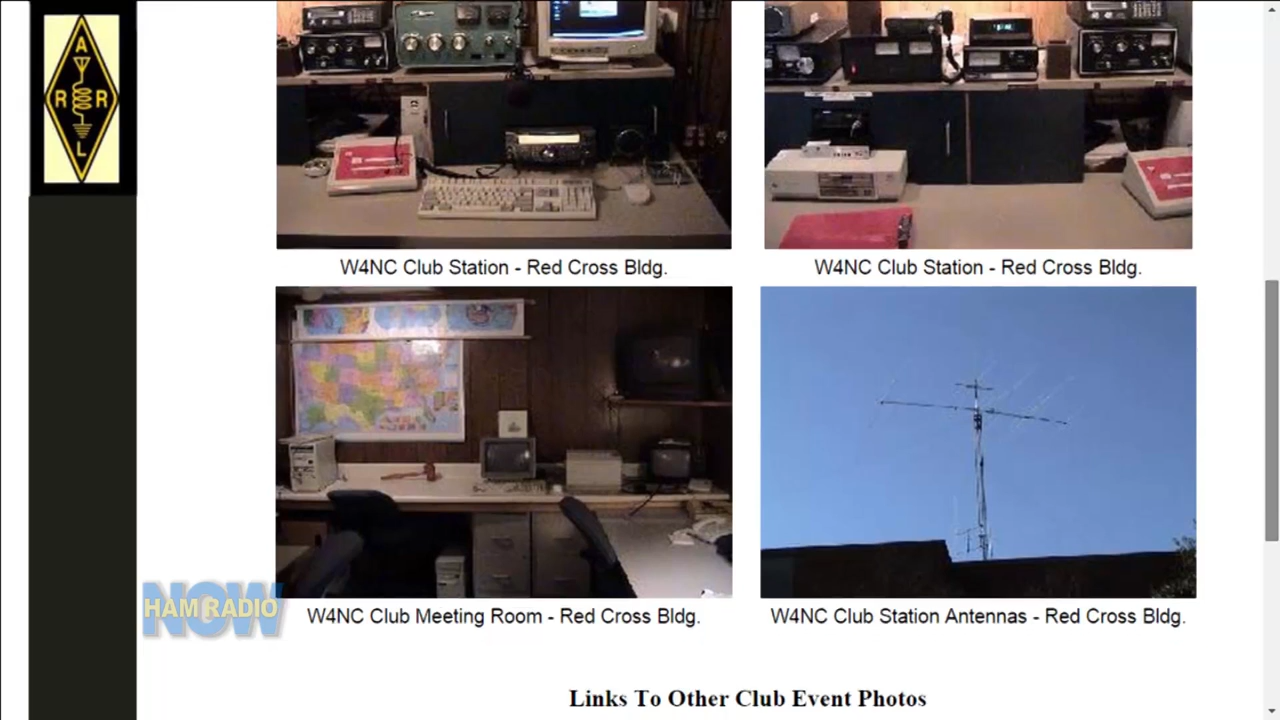 A
R R
L
W4NC Club Station - Red Cross Bldg.
W4NC Club Station - Red Cross Bldg.
W4NC Club Meeting Room - Red Cross Bldg.
W4NC Club Station Antennas - Red Cross Bldg.
HAM RADIO
NOW
Links To Other Club Event Photos